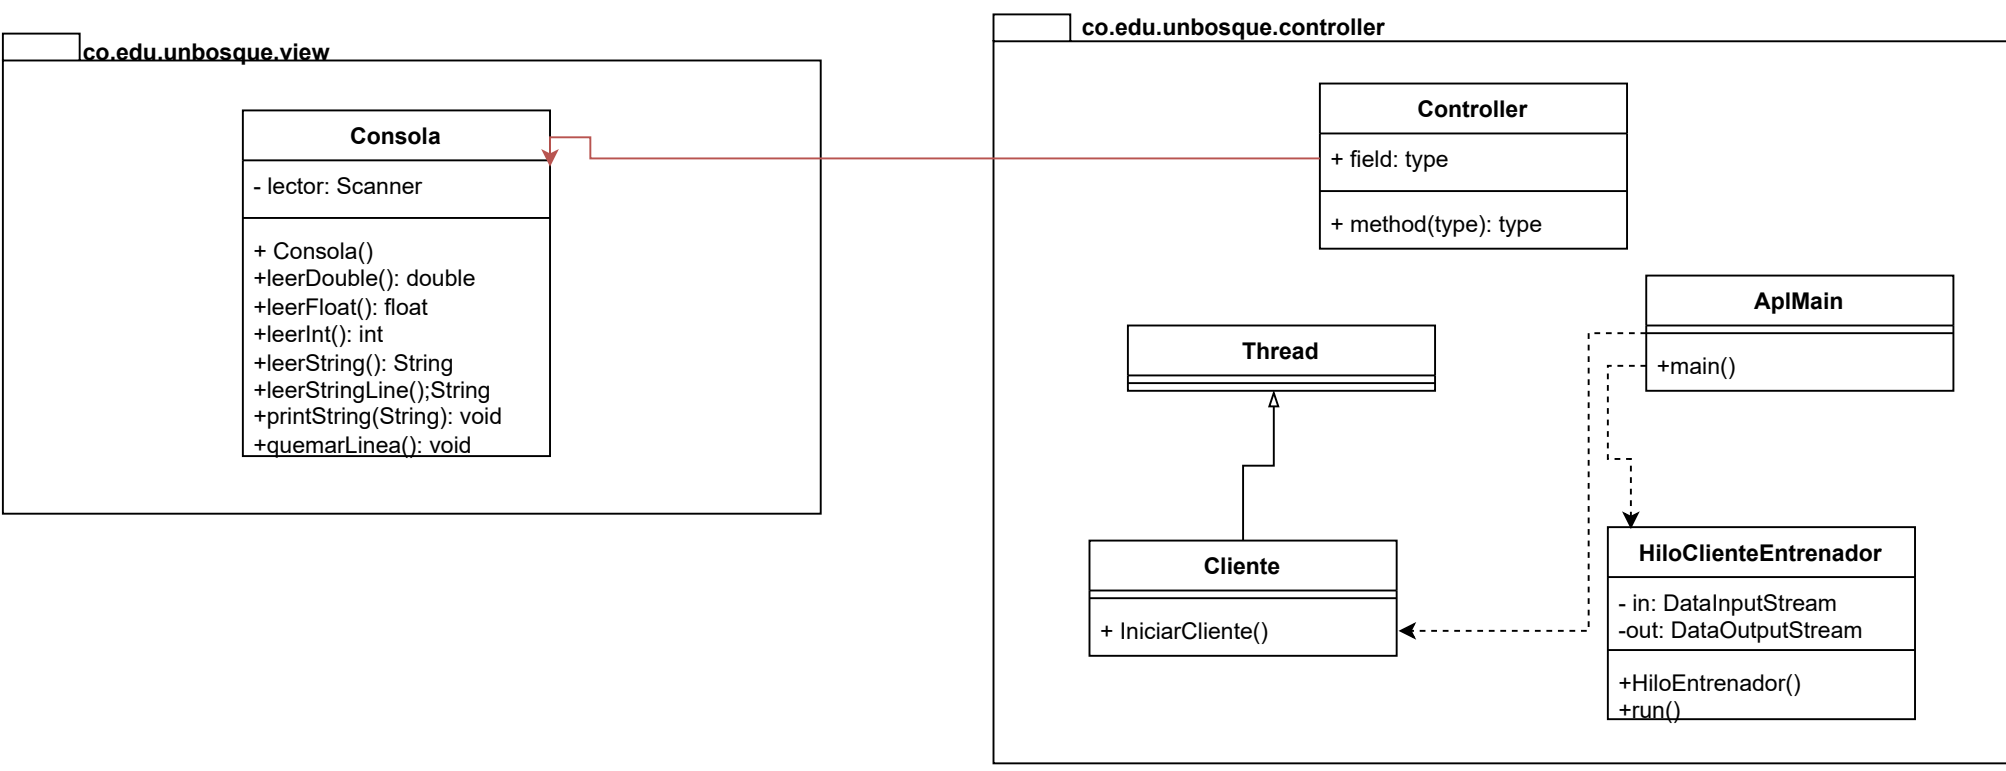 co.edu.unbosque.view
Consola
- lector: Scanner
+ Consola()
+leerDouble(): double
+leerFloat(): float
+leerInt(): int
+leerString(): String
+leerStringLine();String
+printString(String): void
+quemarLinea(): void
co.edu.unbosque.controller
Controller
+ field: type
+ method(type): type
AplMain
+main()
Thread
Cliente
+ IniciarCliente()
HiloClienteEntrenador
- in: DataInputStream
-out: DataOutputStream
+HiloEntrenador()
+run()